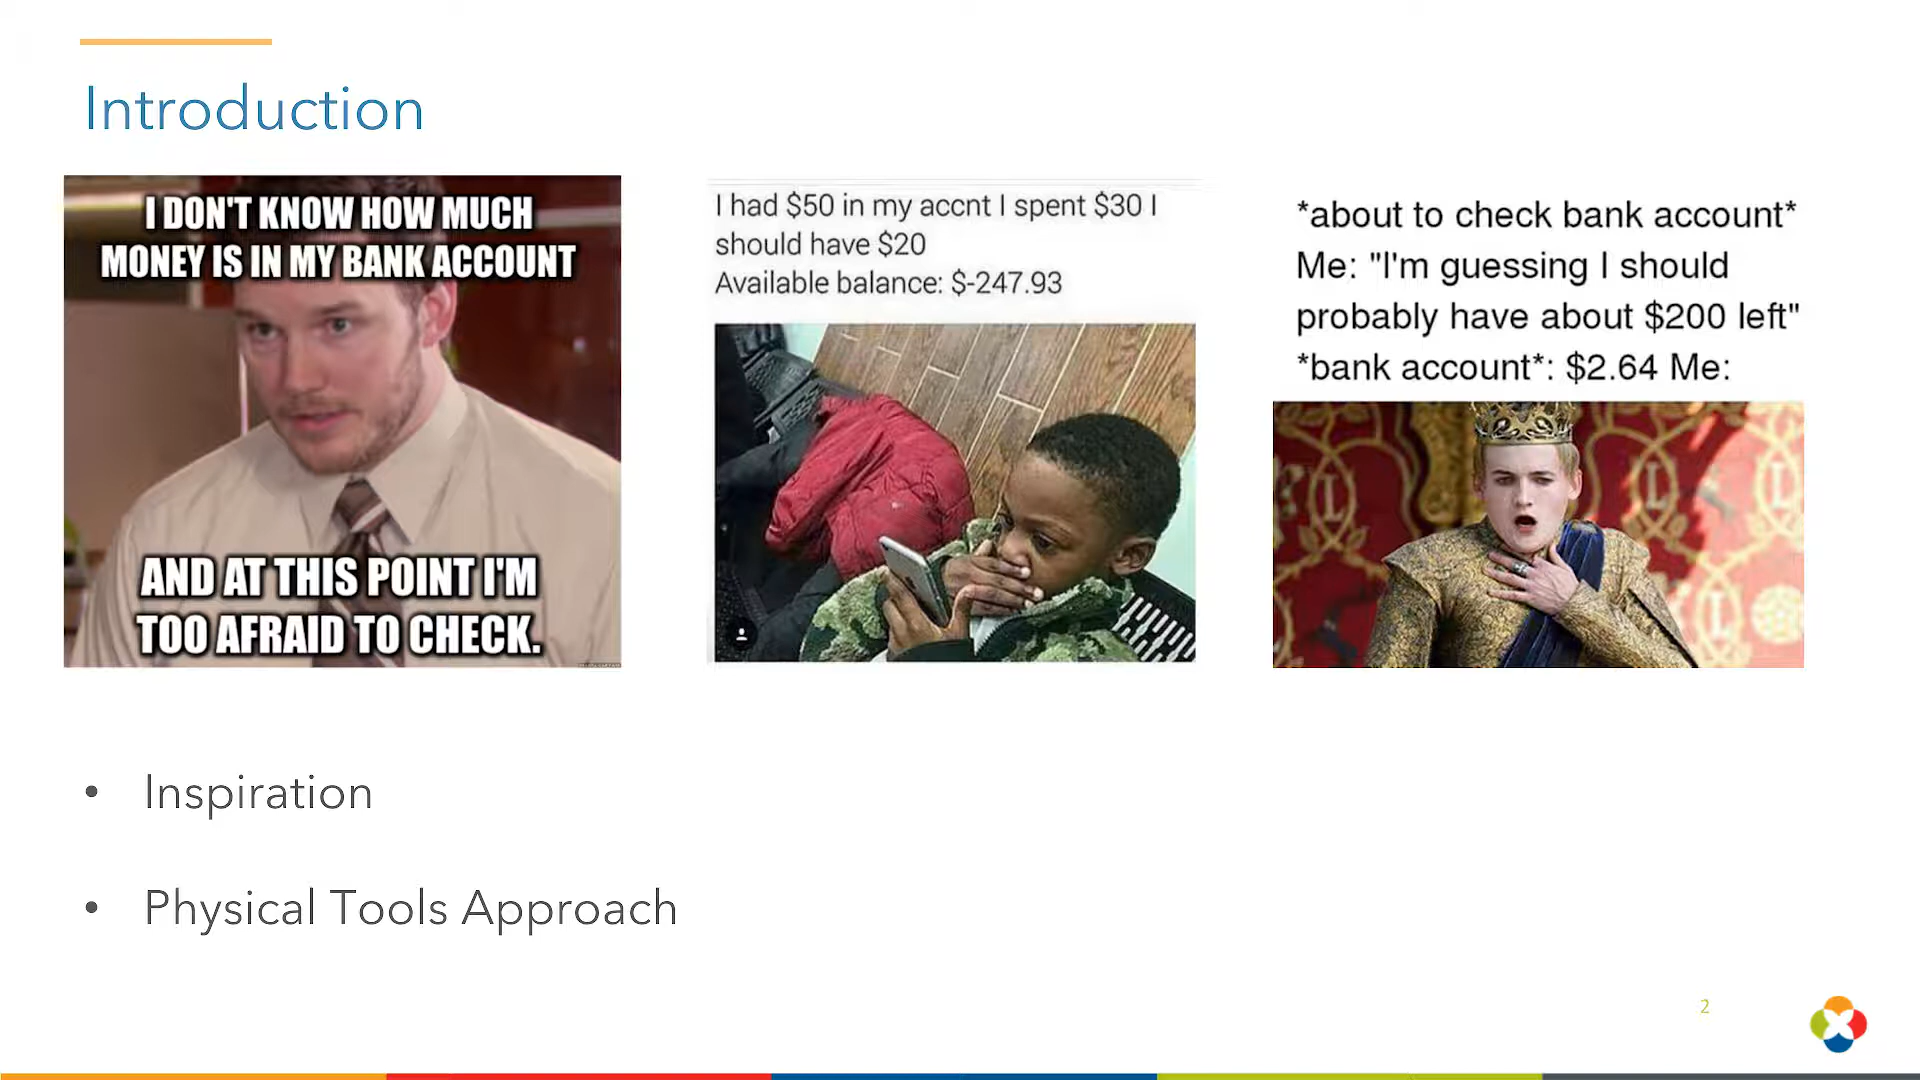 Introduction
I DON'T KNOW HOW MUCH
MONEY IS IN MY BANK ACCOUNT
AND AT THIS POINT I'M
TOO AFRAID TO CHECK.
I had $50 in my accnt I spent $30 I
should have $20
Available balance: $-247.93
*about to check bank account*
Me: "I'm guessing I should
probably have about $200 left"
*bank account*: $2.64 Me:
• Inspiration
• Physical Tools Approach
2